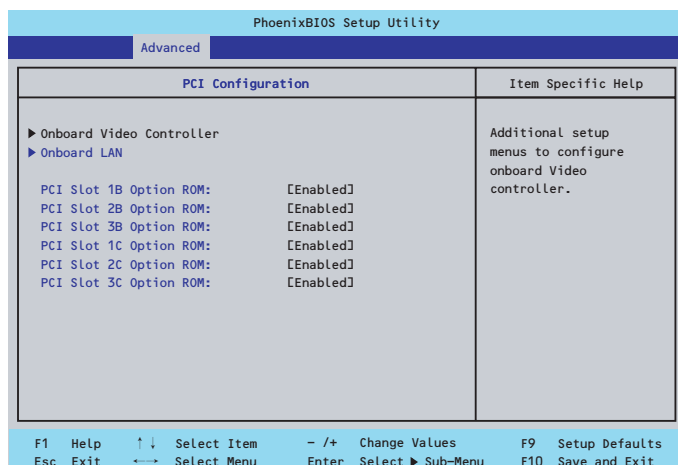 PhoenixBIOS Setup Utility
Advanced
PCI Configuration
Item Specific Help
▶ Onboard Video Controller
▶ Onboard LAN
PCI Slot 1B Option ROM: [Enabled]
PCI Slot 2B Option ROM: [Enabled]
PCI Slot 3B Option ROM: [Enabled]
PCI Slot 1C Option ROM: [Enabled]
PCI Slot 2C Option ROM: [Enabled]
PCI Slot 3C Option ROM: [Enabled]
Additional setup
menus to configure
onboard Video
controller.
F1 Help ↑↓ Select Item - /+ Change Values F9 Setup Defaults
Esc Exit ←→ Select Menu Enter Select ▶ Sub-Menu F10 Save and Exit